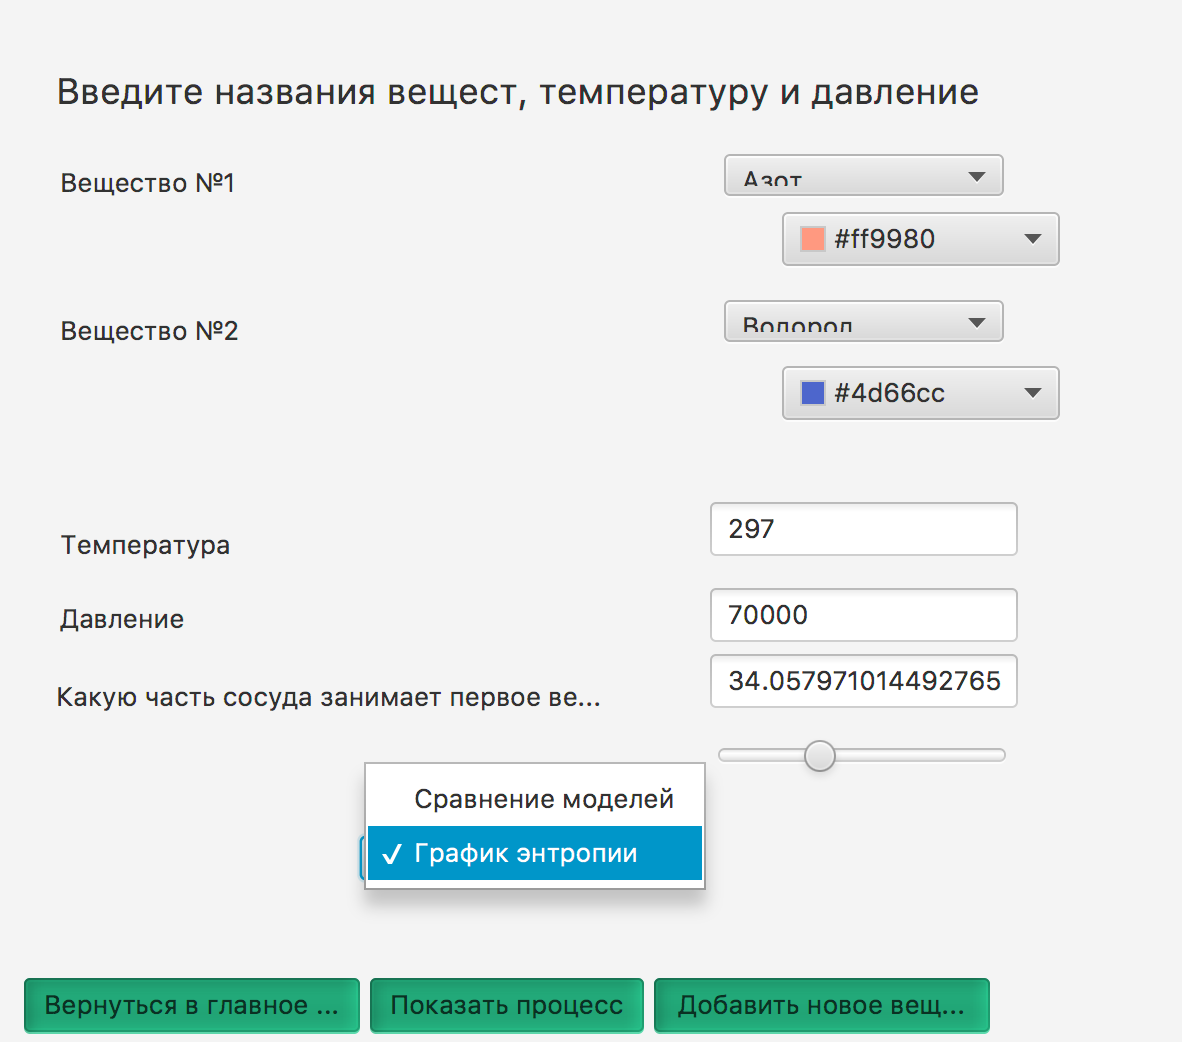 Введите названия вещест, температуру и давление
Вещество №1
Азот
#ff9980
Вещество №2
Водород
#4d66cc
Температура
297
Давление
70000
Какую часть сосуда занимает первое ве...
34.057971014492765
Сравнение моделей
✓ График энтропии
Вернуться в главное ...
Показать процесс
Добавить новое вещ...